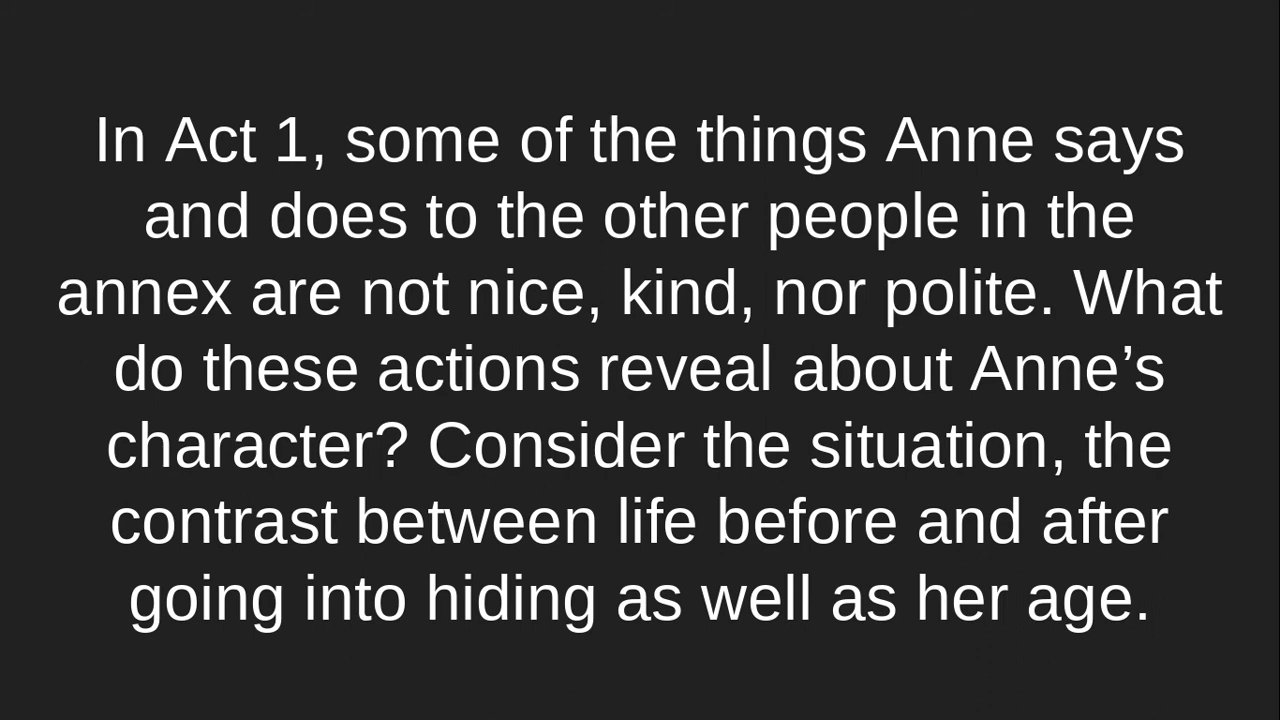 In Act 1, some of the things Anne says
and does to the other people in the
annex are not nice, kind, nor polite. What
do these actions reveal about Anne’s
character? Consider the situation, the
contrast between life before and after
going into hiding as well as her age.